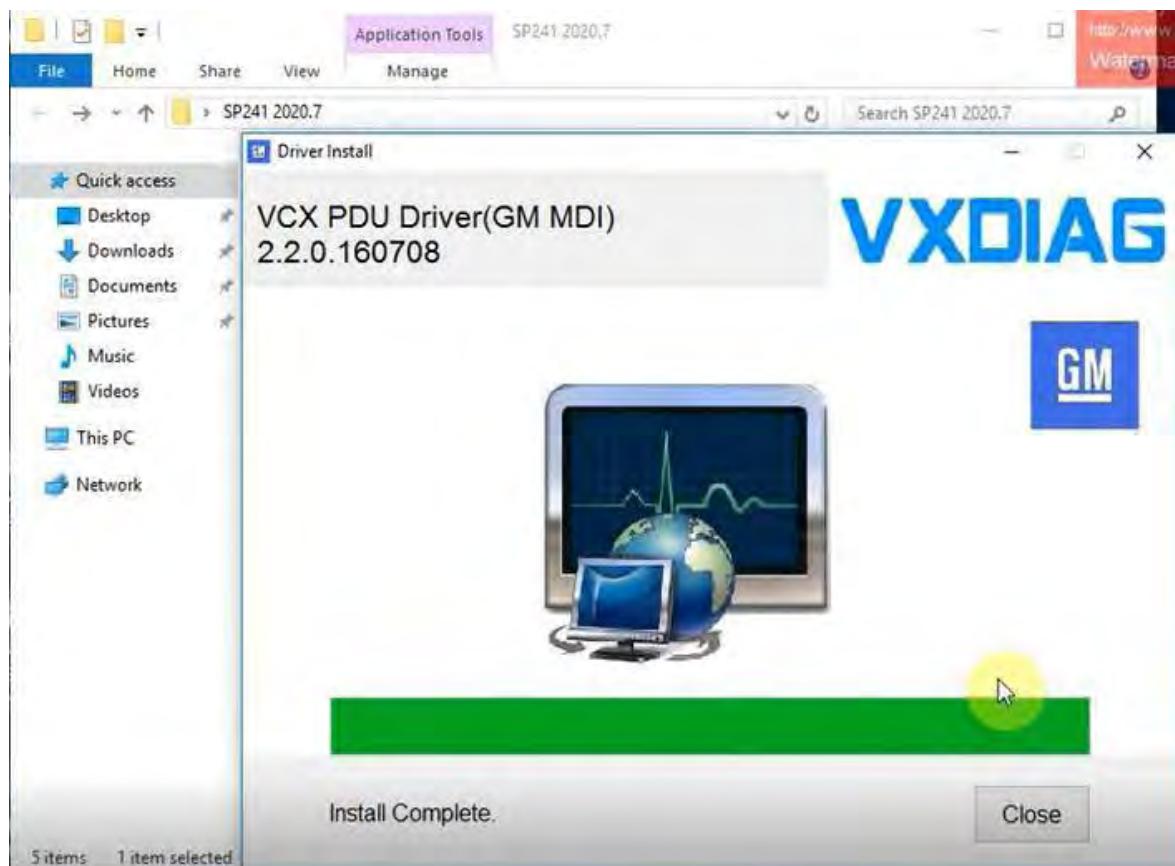 Application Tools
SP241 2020.7
http://www.
File
Home
Share
View
Manage
SP241 2020.7
Search SP241 2020.7
Driver Install
Quick access
Desktop
Downloads
Documents
Pictures
Music
Videos
This PC
Network
VCX PDU Driver(GM MDI)
2.2.0.160708
VXDIAG
GM
Install Complete.
Close
5 items
1 item selected